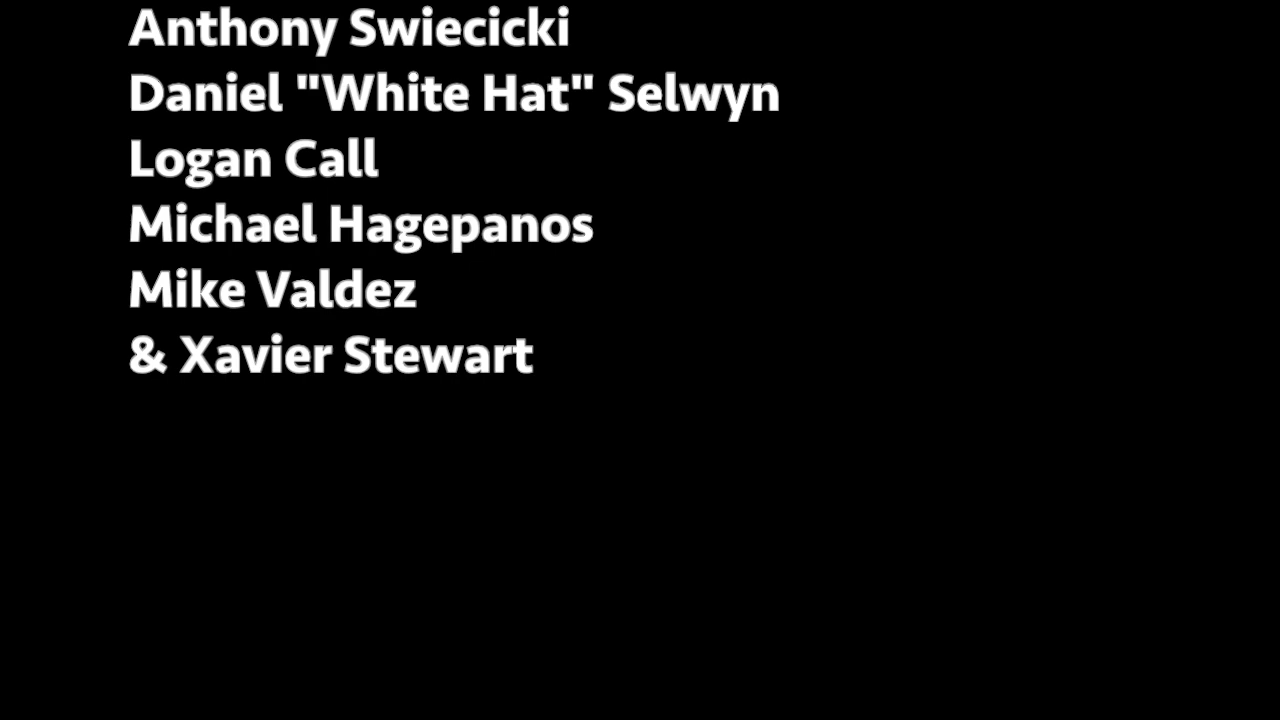 Anthony Swiecicki
Daniel "White Hat" Selwyn
Logan Call
Michael Hagepanos
Mike Valdez
& Xavier Stewart